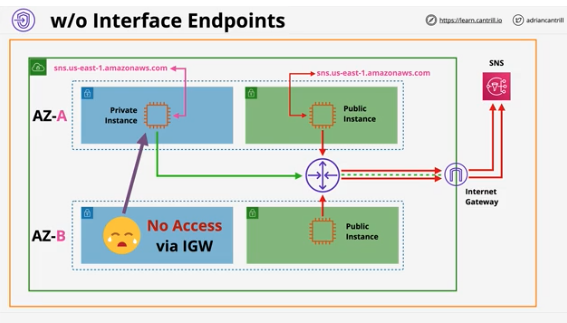 w/o Interface Endpoints
https://learn.cantrill.io
adriancantrill
sns.us-east-1.amazonaws.com
sns.us-east-1.amazonaws.com
SNS
AZ-A
Private
Instance
Public
Instance
Internet
Gateway
AZ-B
No Access
via IGW
Public
Instance